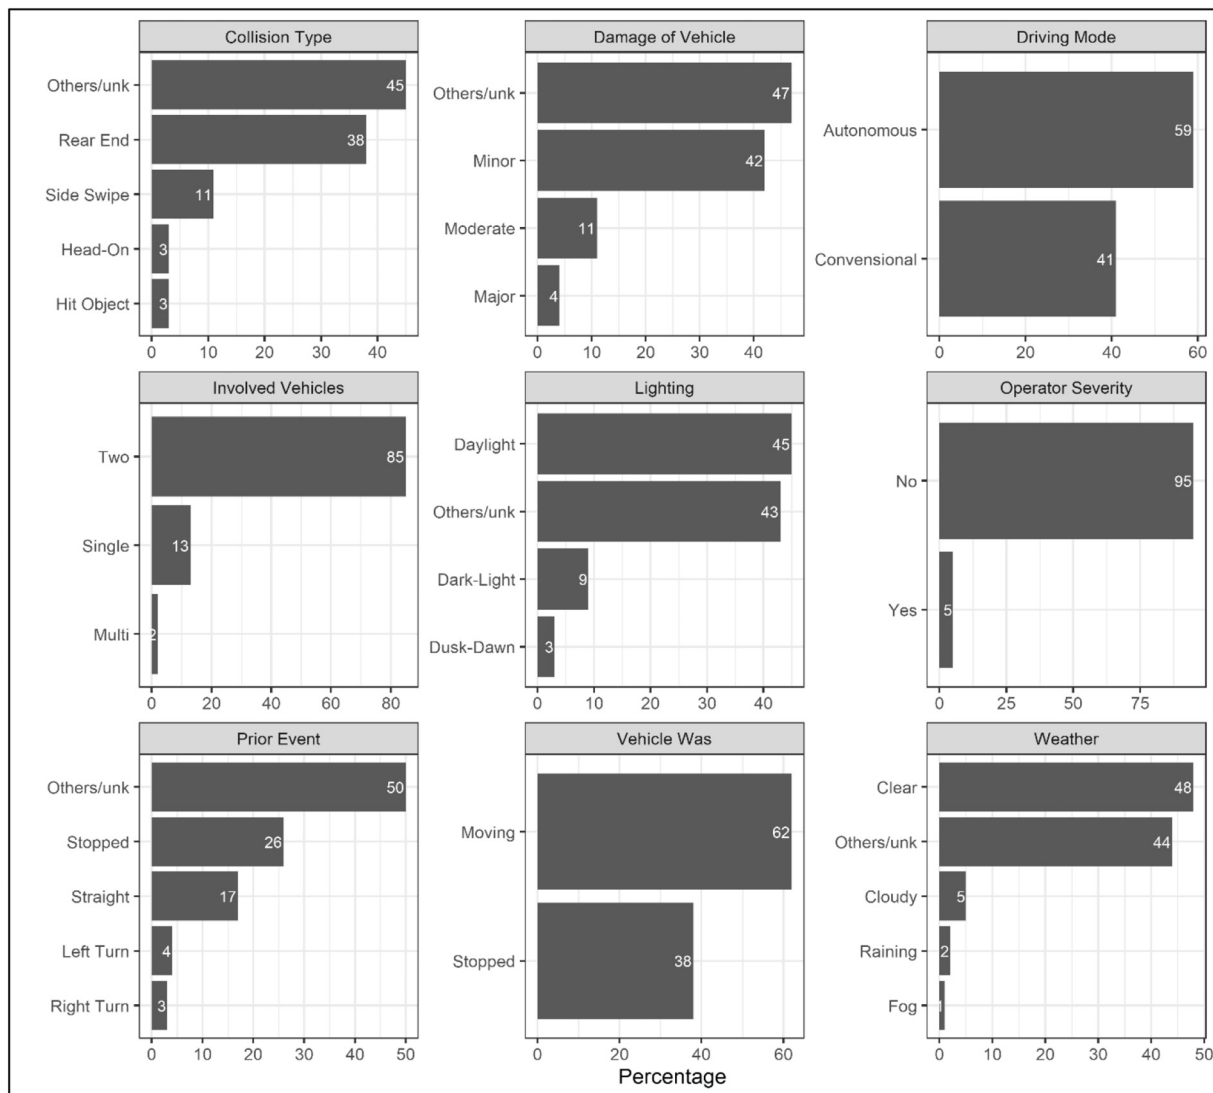 Collision Type
Others/unk 45
Rear End 38
Side Swipe 11
Head-On 3
Hit Object 3
0 10 20 30 40
Damage of Vehicle
Others/unk 47
Minor 42
Moderate 11
Major 4
0 10 20 30 40
Driving Mode
Autonomous 59
Convensional 41
0 20 40 60
Involved Vehicles
Two 85
Single 13
Multi 2
0 20 40 60 80
Lighting
Daylight 45
Others/unk 43
Dark-Light 9
Dusk-Dawn 3
0 10 20 30 40
Operator Severity
No 95
Yes 5
0 25 50 75
Prior Event
Others/unk 50
Stopped 26
Straight 17
Left Turn 4
Right Turn 3
0 10 20 30 40 50
Vehicle Was
Moving 62
Stopped 38
0 20 40 60
Weather
Clear 48
Others/unk 44
Cloudy 5
Raining 2
Fog 1
0 10 20 30 40 50
Percentage